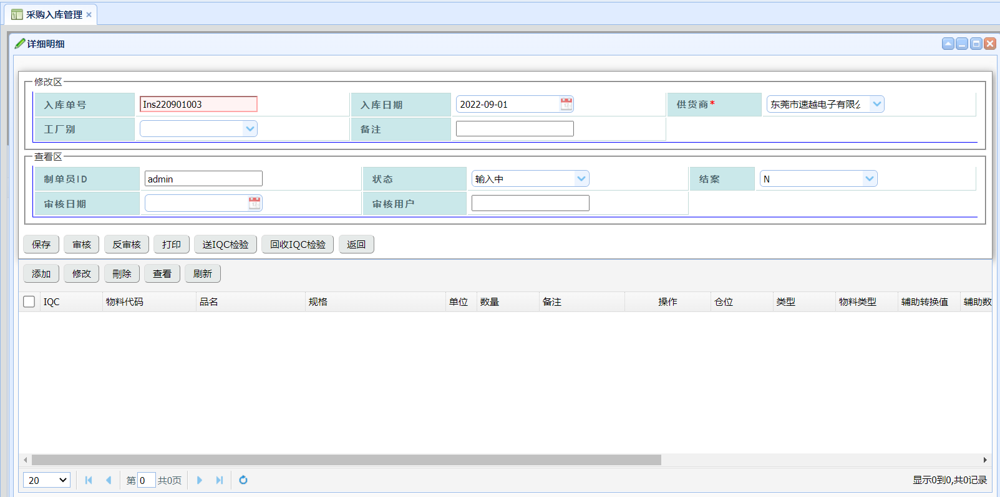 采购入库管理
详细明细
修改区
入库单号 Ins220901003 入库日期 2022-09-01 供货商* 东莞市速越电子有限公
工厂别 备注
查看区
制单员ID admin 状态 输入中 结案 N
审核日期 审核用户
保存 审核 反审核 打印 送IQC检验 回收IQC检验 返回
添加 修改 刪除 查看 刷新
IQC 物料代码 品名 规格 单位 数量 备注 操作 仓位 类型 物料类型 辅助转换值 辅助数
20 第 0 共0页 显示0到0,共0记录